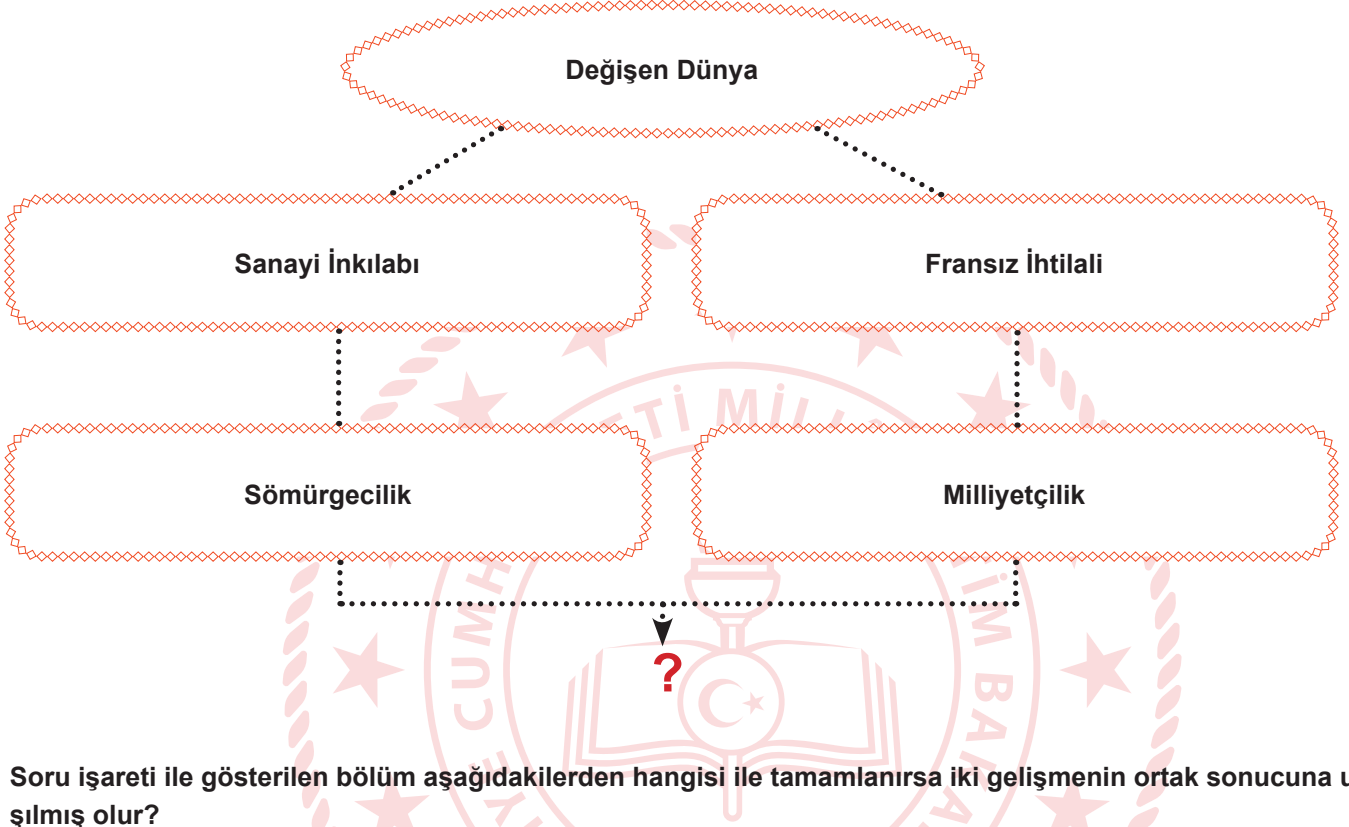 Değişen Dünya
Sanayi İnkılabı
Fransız İhtilali
Sömürgecilik
Milliyetçilik
?
Soru işareti ile gösterilen bölüm aşağıdakilerden hangisi ile tamamlanırsa iki gelişmenin ortak sonucuna u
şılmış olur?